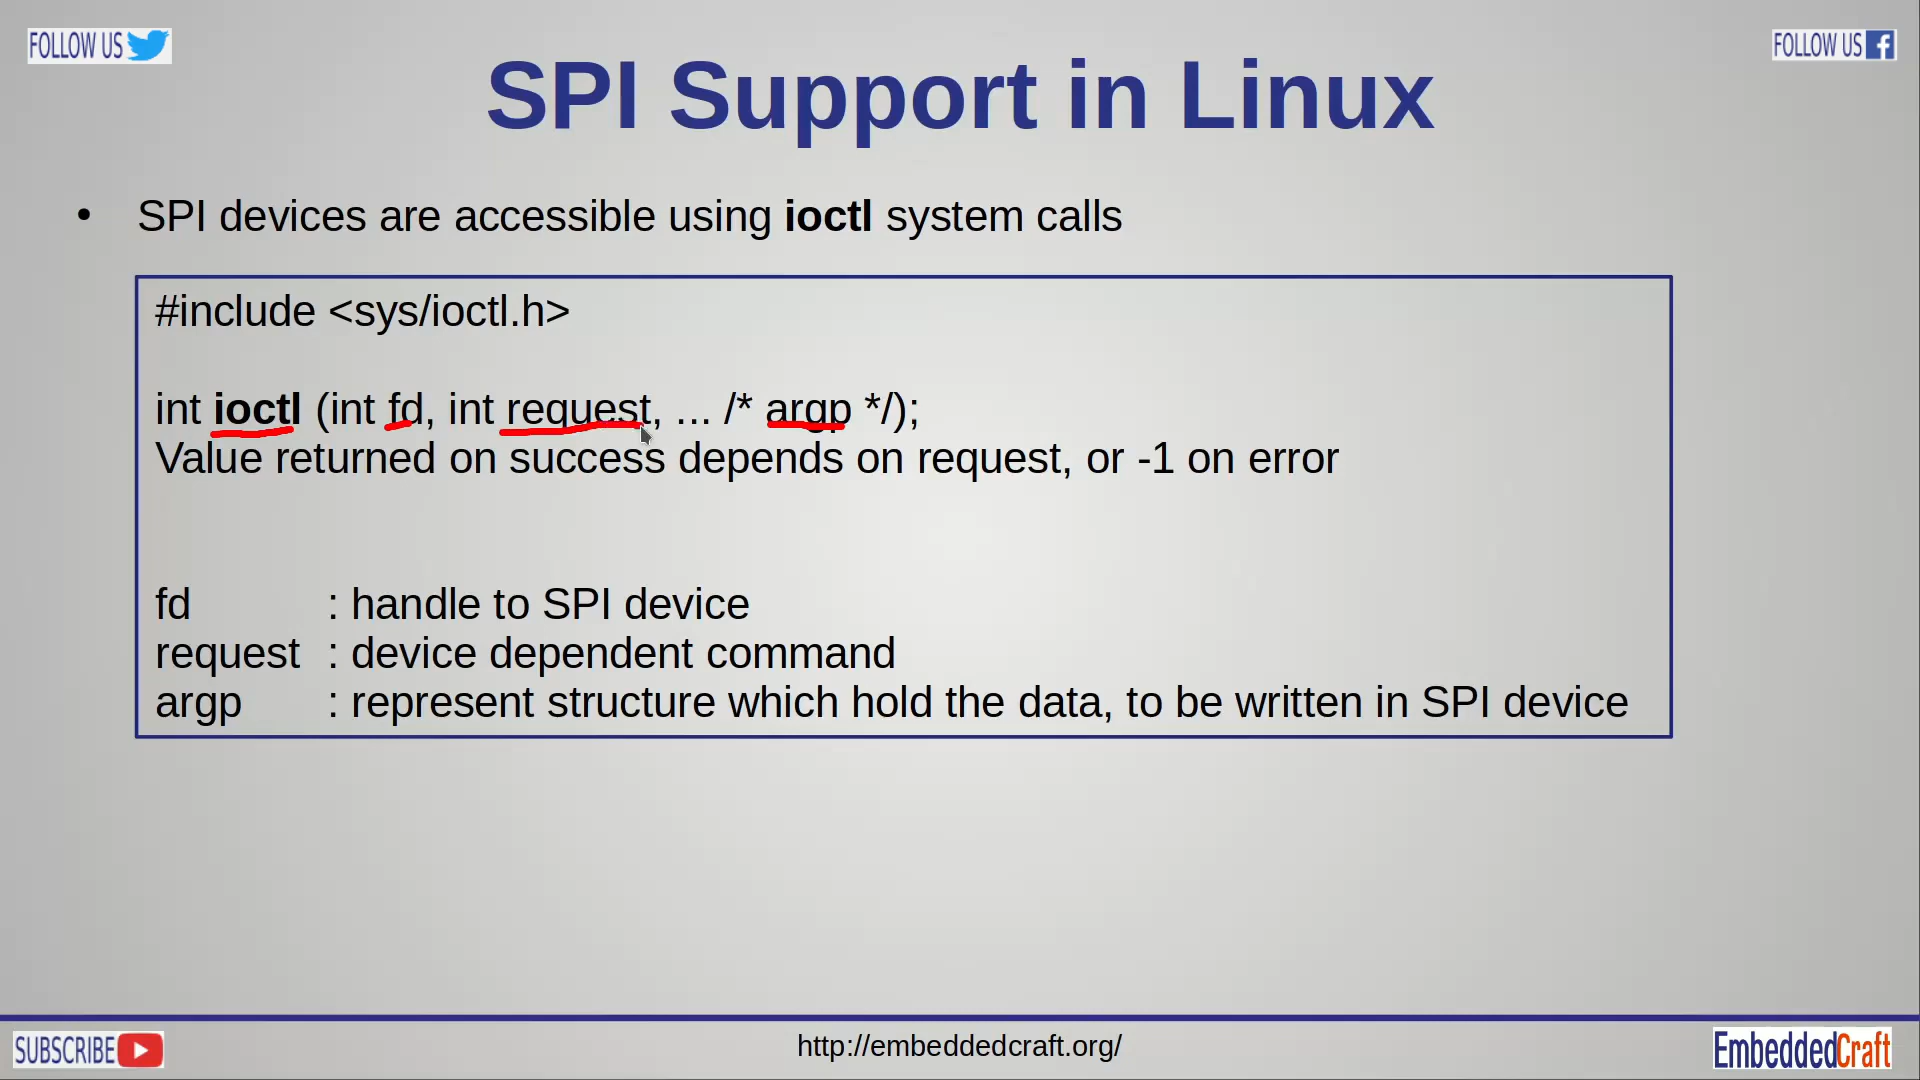 FOLLOW US
FOLLOW US f
SPI Support in Linux
• SPI devices are accessible using ioctl system calls
#include <sys/ioctl.h>
int ioctl (int fd, int request, ... /* argp */);
Value returned on success depends on request, or -1 on error
fd : handle to SPI device
request : device dependent command
argp : represent structure which hold the data, to be written in SPI device
SUBSCRIBE
http://embeddedcraft.org/
EmbeddedCraft